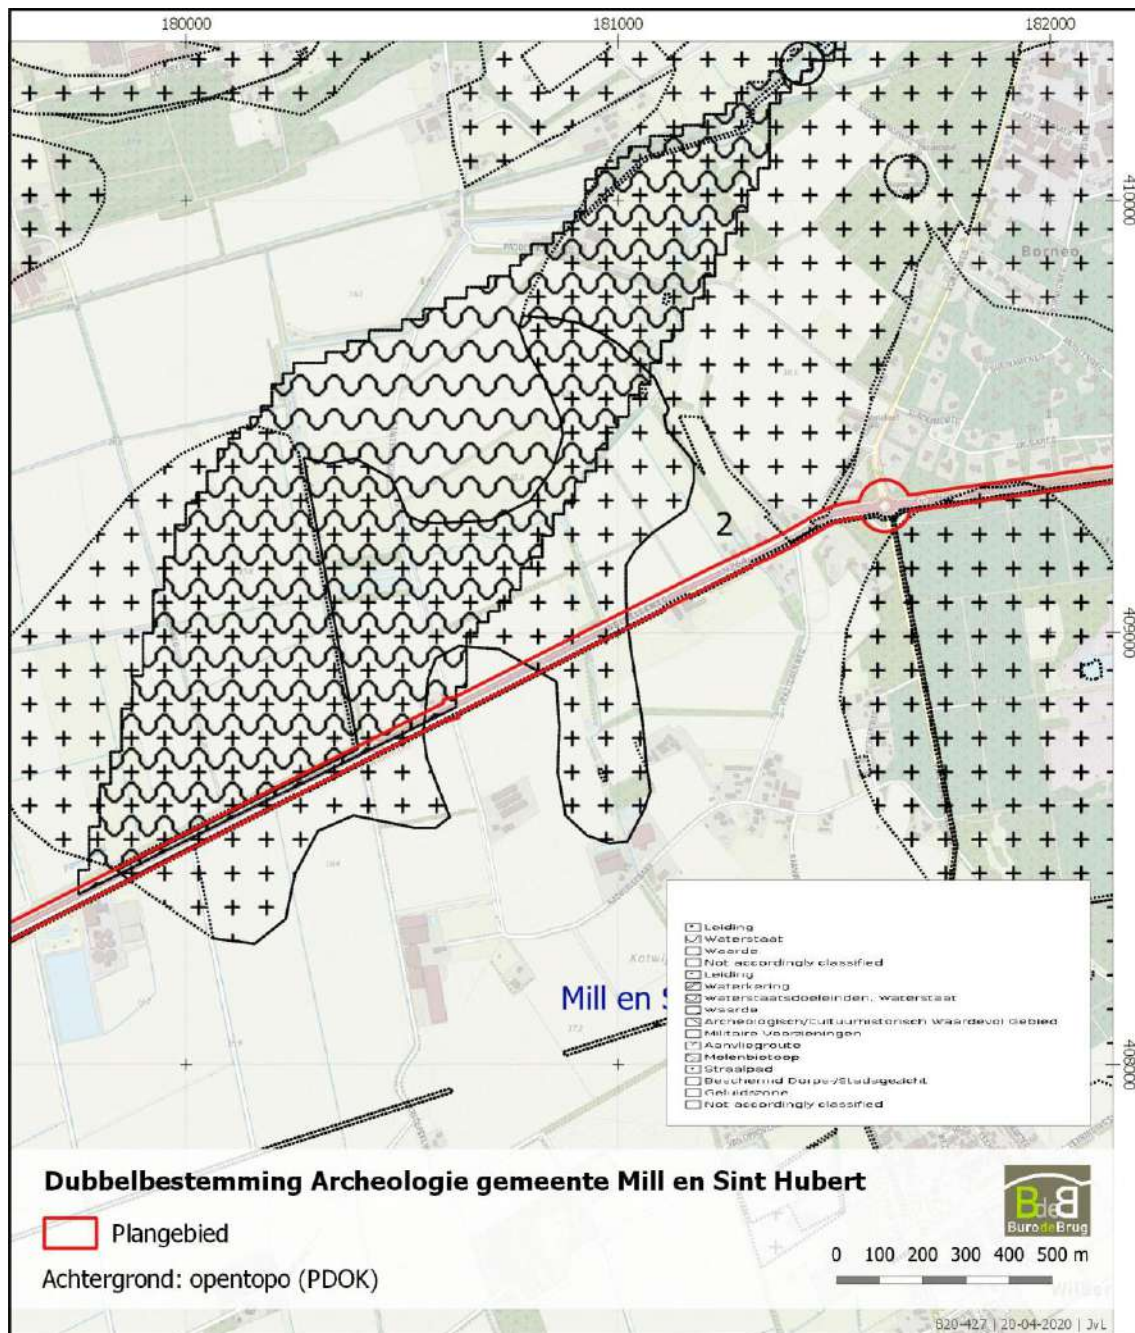 180000
181000
182000
410000
Borneo
2
409000
Leiding
Waterstaat
Waarde
Not accordingly classified
Leiding
Waterkering
Waterstaatsdoeleinden, Waterstaat
Waarde
Archeologisch/Cultuurhistorisch Waardevol Gebied
Militaire Voorzieningen
Aanvliegroute
Molenbiotoop
Straalpad
Beschermd Dorps-/Stadsgezicht
Geluidszone
Not accordingly classified
Mill en S
408000
Dubbelbestemming Archeologie gemeente Mill en Sint Hubert
Plangebied
Achtergrond: opentopo (PDOK)
BdeB
BurodeBrug
0 100 200 300 400 500 m
B20-427 | 20-04-2020 | JvL